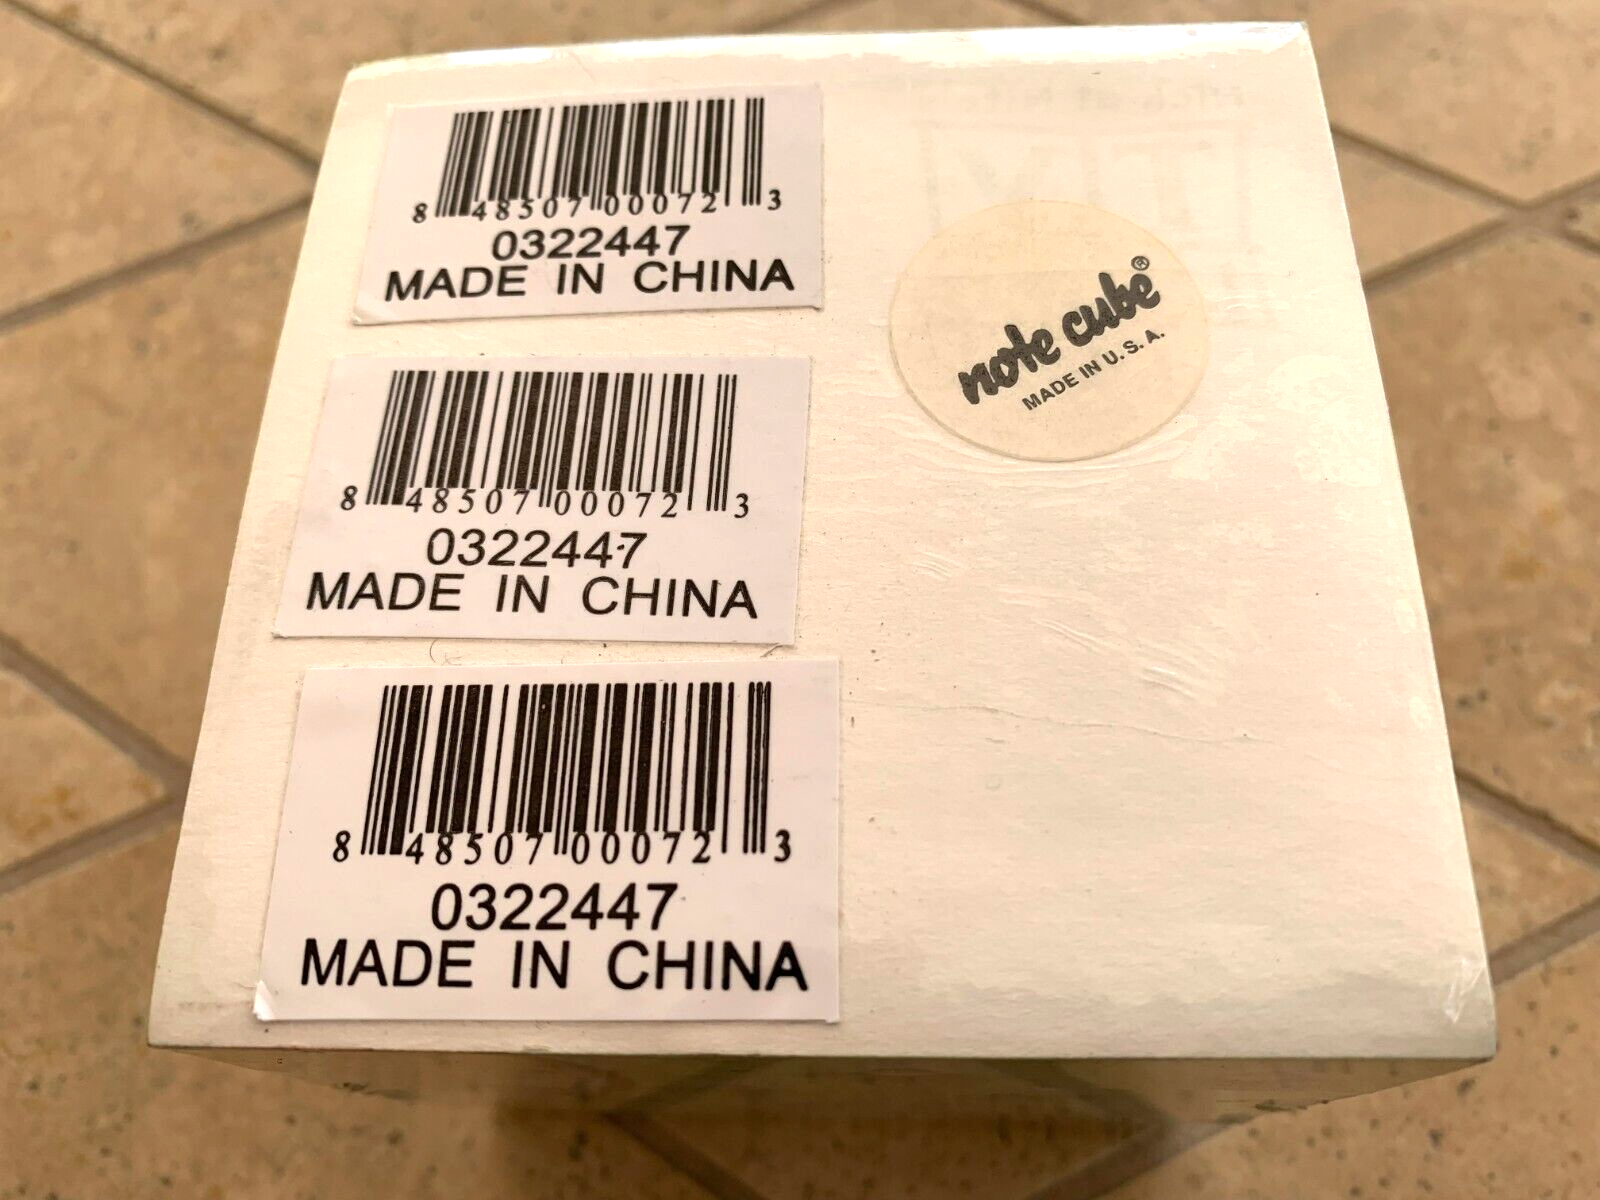 8 48507 00072 3
0322447
MADE IN CHINA
8 48507 00072 3
0322447
MADE IN CHINA
8 48507 00072 3
0322447
MADE IN CHINA
note cube®
MADE IN U.S.A.